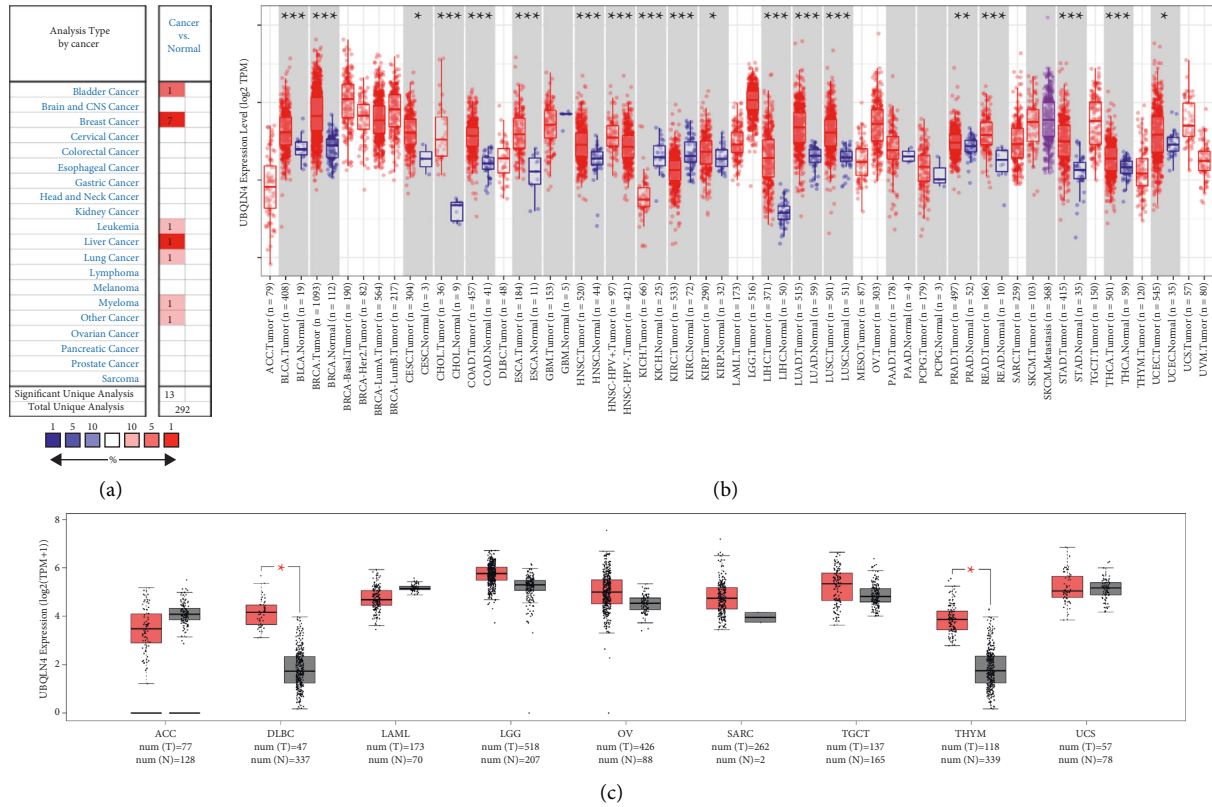 Analysis Type
by cancer
Cancer
vs.
Normal
Bladder Cancer 1
Brain and CNS Cancer
Breast Cancer 7
Cervical Cancer
Colorectal Cancer
Esophageal Cancer
Gastric Cancer
Head and Neck Cancer
Kidney Cancer
Leukemia 1
Liver Cancer 1
Lung Cancer 1
Lymphoma
Melanoma
Myeloma 1
Other Cancer 1
Ovarian Cancer
Pancreatic Cancer
Prostate Cancer
Sarcoma
Significant Unique Analysis 13
Total Unique Analysis 292
1 5 10 10 5 1
%
(a)
UBQLN4 Expression Level (log2 TPM)
*** *** * *** *** *** *** *** *** * *** *** *** ** *** *** *** *
ACC.Tumor (n = 79)
BLCA.Tumor (n = 408)
BLCA.Normal (n = 19)
BRCA.Tumor (n = 1093)
BRCA.Normal (n = 112)
BRCA-Basal.Tumor (n = 190)
BRCA-Her2.Tumor (n = 82)
BRCA-LumA.Tumor (n = 564)
BRCA-LumB.Tumor (n = 217)
CESC.Tumor (n = 304)
CESC.Normal (n = 3)
CHOL.Tumor (n = 36)
CHOL.Normal (n = 9)
COAD.Tumor (n = 457)
COAD.Normal (n = 41)
DLBC.Tumor (n = 48)
ESCA.Tumor (n = 184)
ESCA.Normal (n = 11)
GBM.Tumor (n = 153)
GBM.Normal (n = 5)
HNSC.Tumor (n = 520)
HNSC.Normal (n = 44)
HNSC-HPV+.Tumor (n = 97)
HNSC-HPV-.Tumor (n = 421)
KICH.Tumor (n = 66)
KICH.Normal (n = 25)
KIRC.Tumor (n = 533)
KIRC.Normal (n = 72)
KIRP.Tumor (n = 290)
KIRP.Normal (n = 32)
LAML.Tumor (n = 173)
LGG.Tumor (n = 516)
LIHC.Tumor (n = 371)
LIHC.Normal (n = 50)
LUAD.Tumor (n = 515)
LUAD.Normal (n = 59)
LUSC.Tumor (n = 501)
LUSC.Normal (n = 51)
MESO.Tumor (n = 87)
OV.Tumor (n = 303)
PAAD.Tumor (n = 178)
PAAD.Normal (n = 4)
PCPG.Tumor (n = 179)
PCPG.Normal (n = 3)
PRAD.Tumor (n = 497)
PRAD.Normal (n = 52)
READ.Tumor (n = 166)
READ.Normal (n = 10)
SARC.Tumor (n = 259)
SKCM.Tumor (n = 103)
SKCM.Metastasis (n = 368)
STAD.Tumor (n = 415)
STAD.Normal (n = 35)
TGCT.Tumor (n = 150)
THCA.Tumor (n = 501)
THCA.Normal (n = 59)
THYM.Tumor (n = 120)
UCEC.Tumor (n = 545)
UCEC.Normal (n = 35)
UCS.Tumor (n = 57)
UVM.Tumor (n = 80)
(b)
UBQLN4 Expression (log2(TPM+1))
8
6
4
2
0
* *
ACC DLBC LAML LGG OV SARC TGCT THYM UCS
num (T)=77 num (T)=47 num (T)=173 num (T)=518 num (T)=426 num (T)=262 num (T)=137 num (T)=118 num (T)=57
num (N)=128 num (N)=337 num (N)=70 num (N)=207 num (N)=88 num (N)=2 num (N)=165 num (N)=339 num (N)=78
(c)